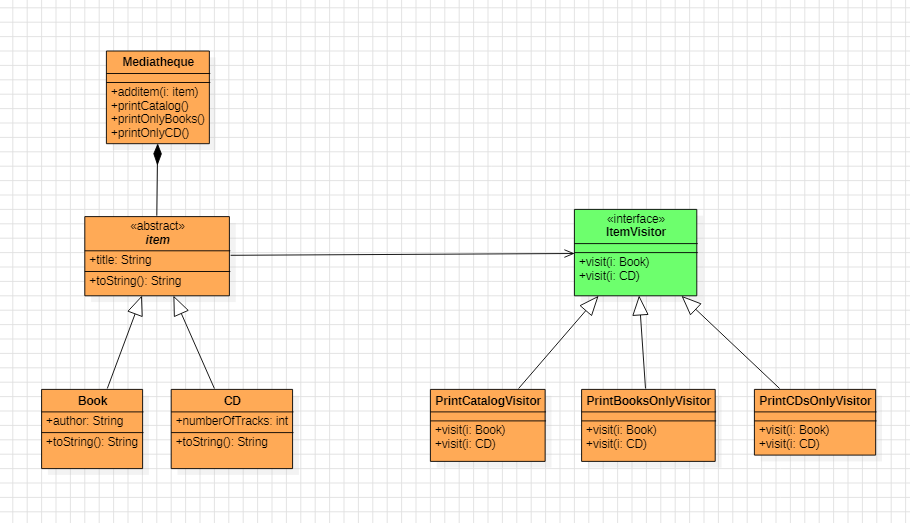 Mediatheque
+additem(i: item)
+printCatalog()
+printOnlyBooks()
+printOnlyCD()
«abstract»
item
+title: String
+toString(): String
«interface»
ItemVisitor
+visit(i: Book)
+visit(i: CD)
Book
+author: String
+toString(): String
CD
+numberOfTracks: int
+toString(): String
PrintCatalogVisitor
+visit(i: Book)
+visit(i: CD)
PrintBooksOnlyVisitor
+visit(i: Book)
+visit(i: CD)
PrintCDsOnlyVisitor
+visit(i: Book)
+visit(i: CD)